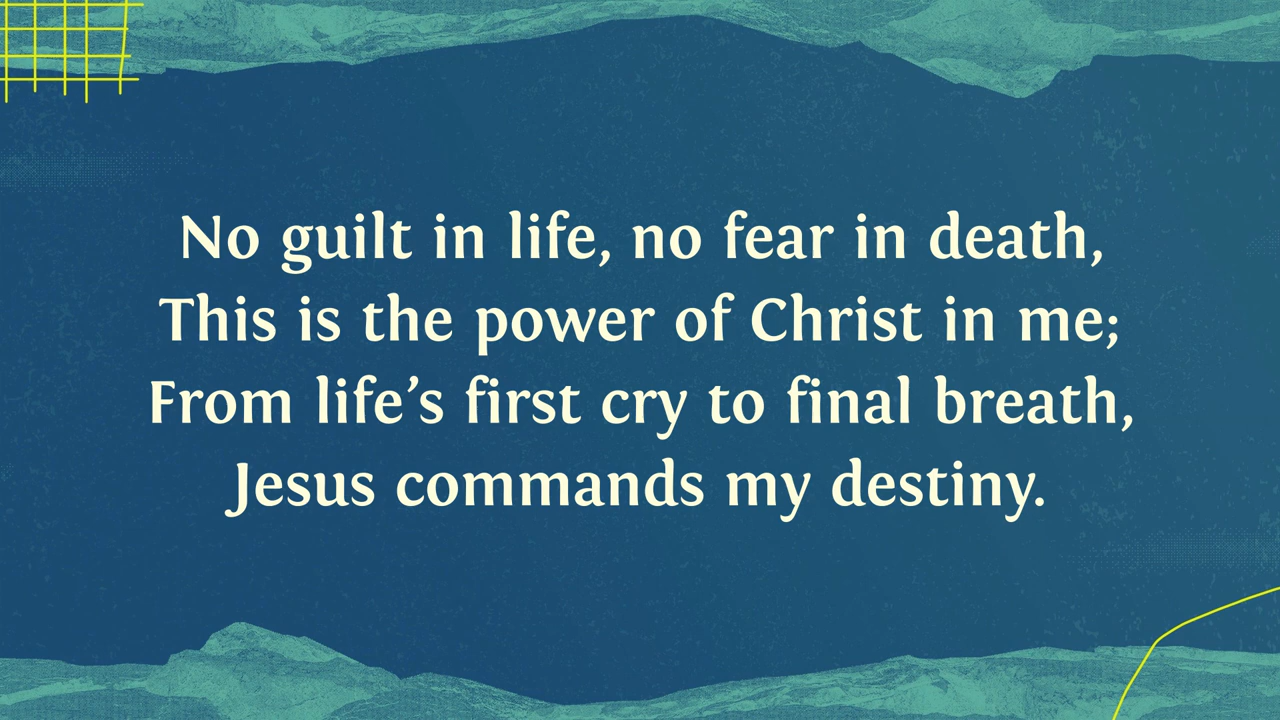 No guilt in life, no fear in death,
This is the power of Christ in me;
From life’s first cry to final breath,
Jesus commands my destiny.